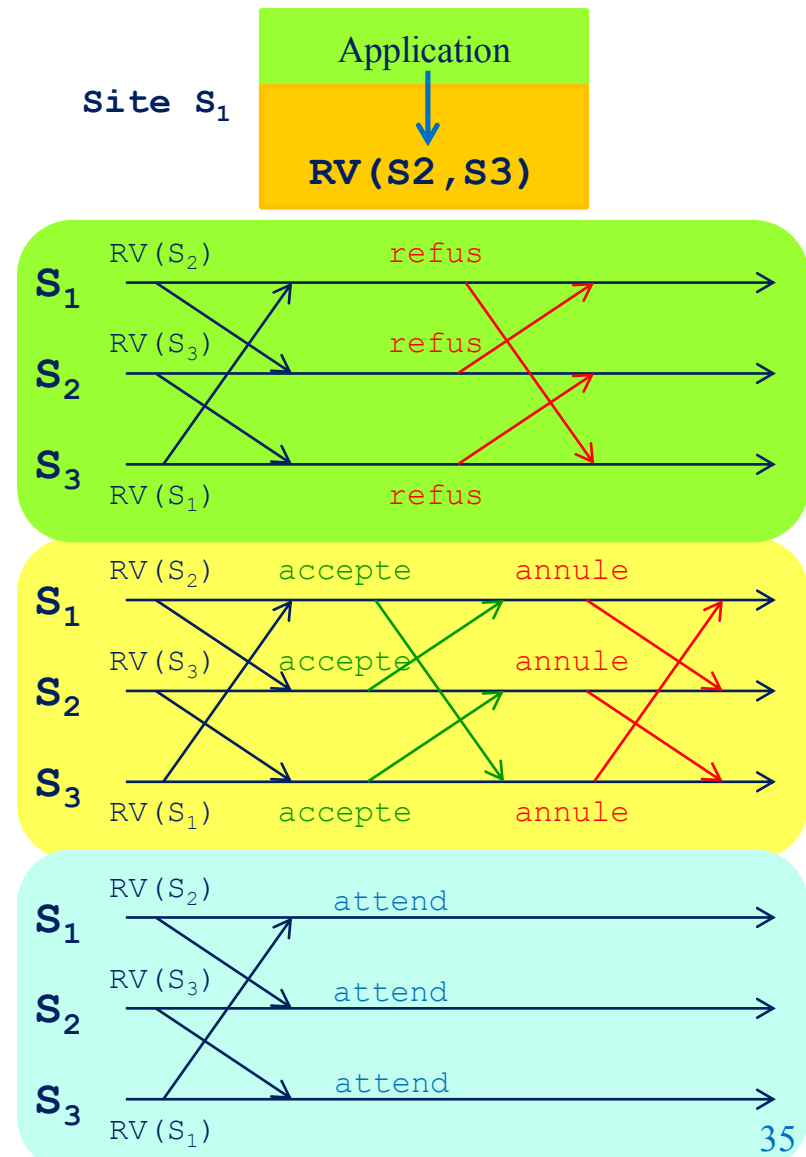 Application
Site S₁
RV(S2,S3)
RV(S₂) refus
S₁
RV(S₃) refus
S₂
S₃
RV(S₁) refus
RV(S₂) accepte annule
S₁
RV(S₃) accepte annule
S₂
S₃
RV(S₁) accepte annule
RV(S₂) attend
S₁
RV(S₃) attend
S₂
attend
S₃
RV(S₁)
35